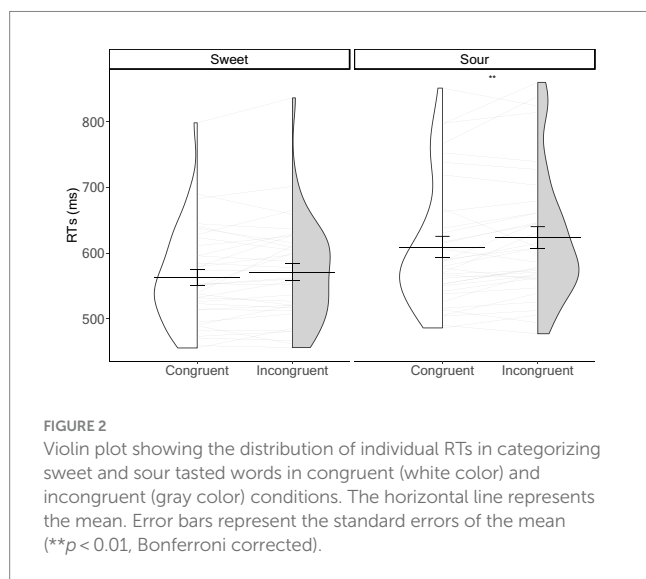 Sweet
Sour
**
800
700
600
500
RTs (ms)
Congruent
Incongruent
Congruent
Incongruent
FIGURE 2
Violin plot showing the distribution of individual RTs in categorizing
sweet and sour tasted words in congruent (white color) and
incongruent (gray color) conditions. The horizontal line represents
the mean. Error bars represent the standard errors of the mean
(**p < 0.01, Bonferroni corrected).